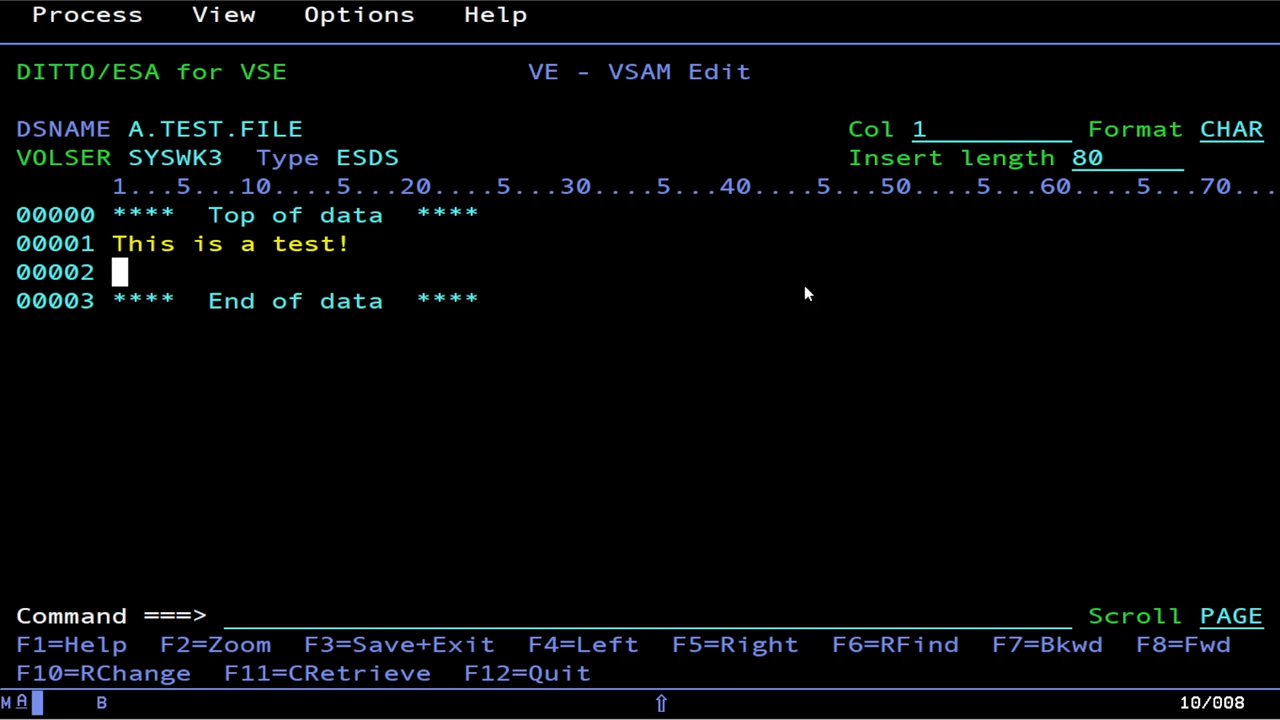 Process View Options Help
DITTO/ESA for VSE VE - VSAM Edit
DSNAME A.TEST.FILE Col 1 Format CHAR
VOLSER SYSWK3 Type ESDS Insert length 80
1...5...10....5...20....5...30....5...40....5...50....5...60....5...70...
00000 **** Top of data ****
00001 This is a test!
00002
00003 **** End of data ****
Command ===> Scroll PAGE
F1=Help F2=Zoom F3=Save+Exit F4=Left F5=Right F6=RFind F7=Bkwd F8=Fwd
F10=RChange F11=CRetrieve F12=Quit
M A B ⇧ 10/008